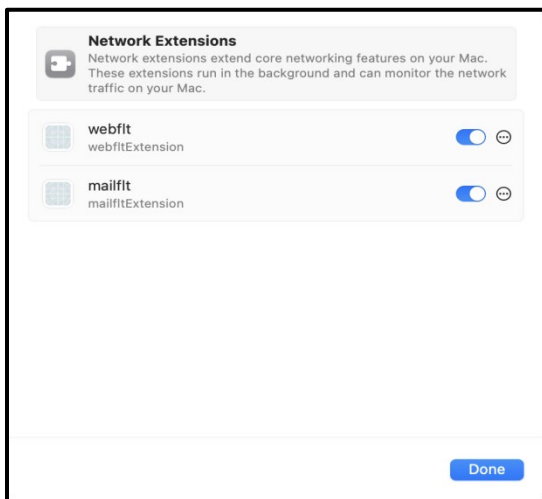 Network Extensions
Network extensions extend core networking features on your Mac.
These extensions run in the background and can monitor the network
traffic on your Mac.
webflt
webfltExtension
mailflt
mailfltExtension
Done